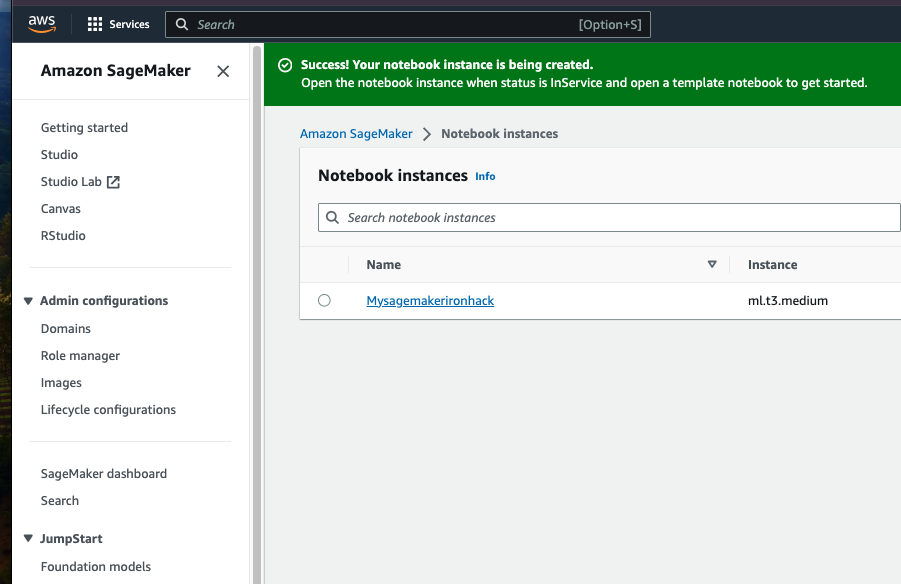 aws
Services
Search
[Option+S]
Amazon SageMaker
Getting started
Studio
Studio Lab
Canvas
RStudio
Admin configurations
Domains
Role manager
Images
Lifecycle configurations
SageMaker dashboard
Search
JumpStart
Foundation models
Success! Your notebook instance is being created.
Open the notebook instance when status is InService and open a template notebook to get started.
Amazon SageMaker > Notebook instances
Notebook instances Info
Search notebook instances
Name Instance
Mysagemakerironhack ml.t3.medium